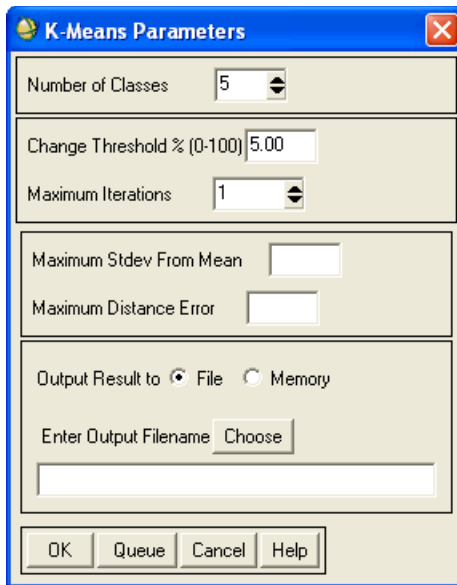 K-Means Parameters
Number of Classes 5
Change Threshold % (0-100) 5.00
Maximum Iterations 1
Maximum Stdev From Mean
Maximum Distance Error
Output Result to File Memory
Enter Output Filename Choose
OK Queue Cancel Help